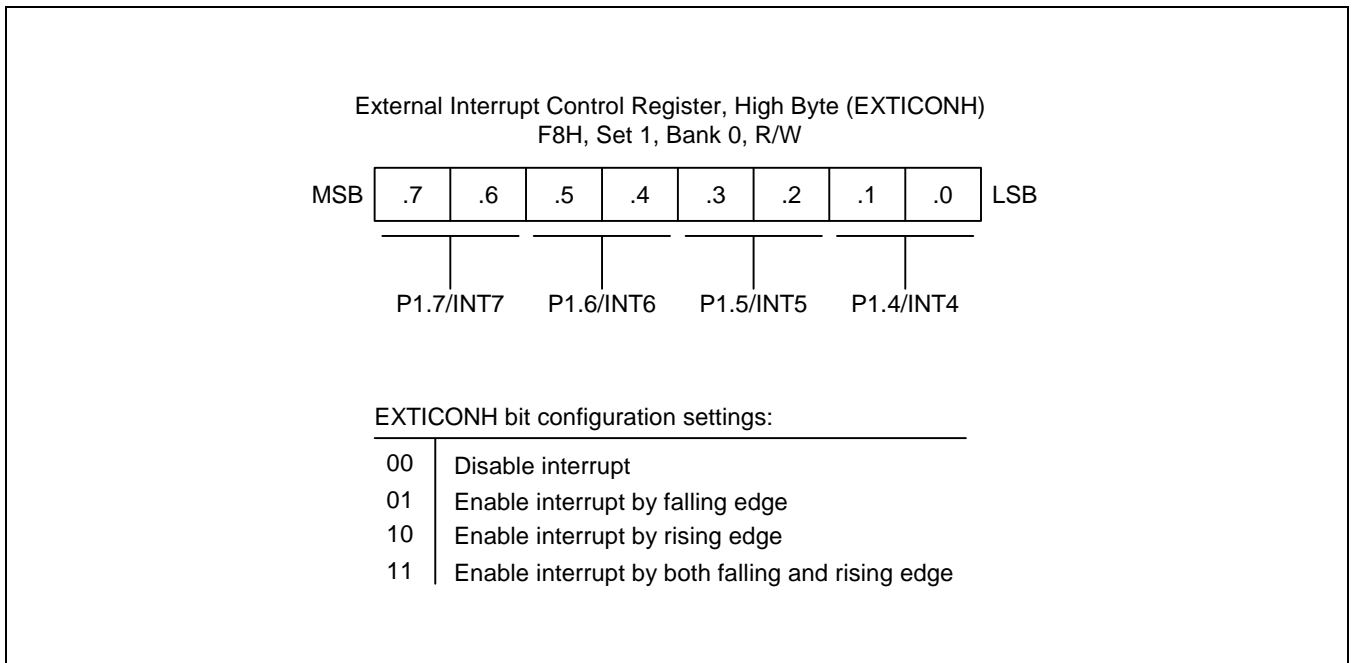 External Interrupt Control Register, High Byte (EXTICONH)
F8H, Set 1, Bank 0, R/W
MSB .7 .6 .5 .4 .3 .2 .1 .0 LSB
P1.7/INT7 P1.6/INT6 P1.5/INT5 P1.4/INT4
EXTICONH bit configuration settings:
00 Disable interrupt
01 Enable interrupt by falling edge
10 Enable interrupt by rising edge
11 Enable interrupt by both falling and rising edge